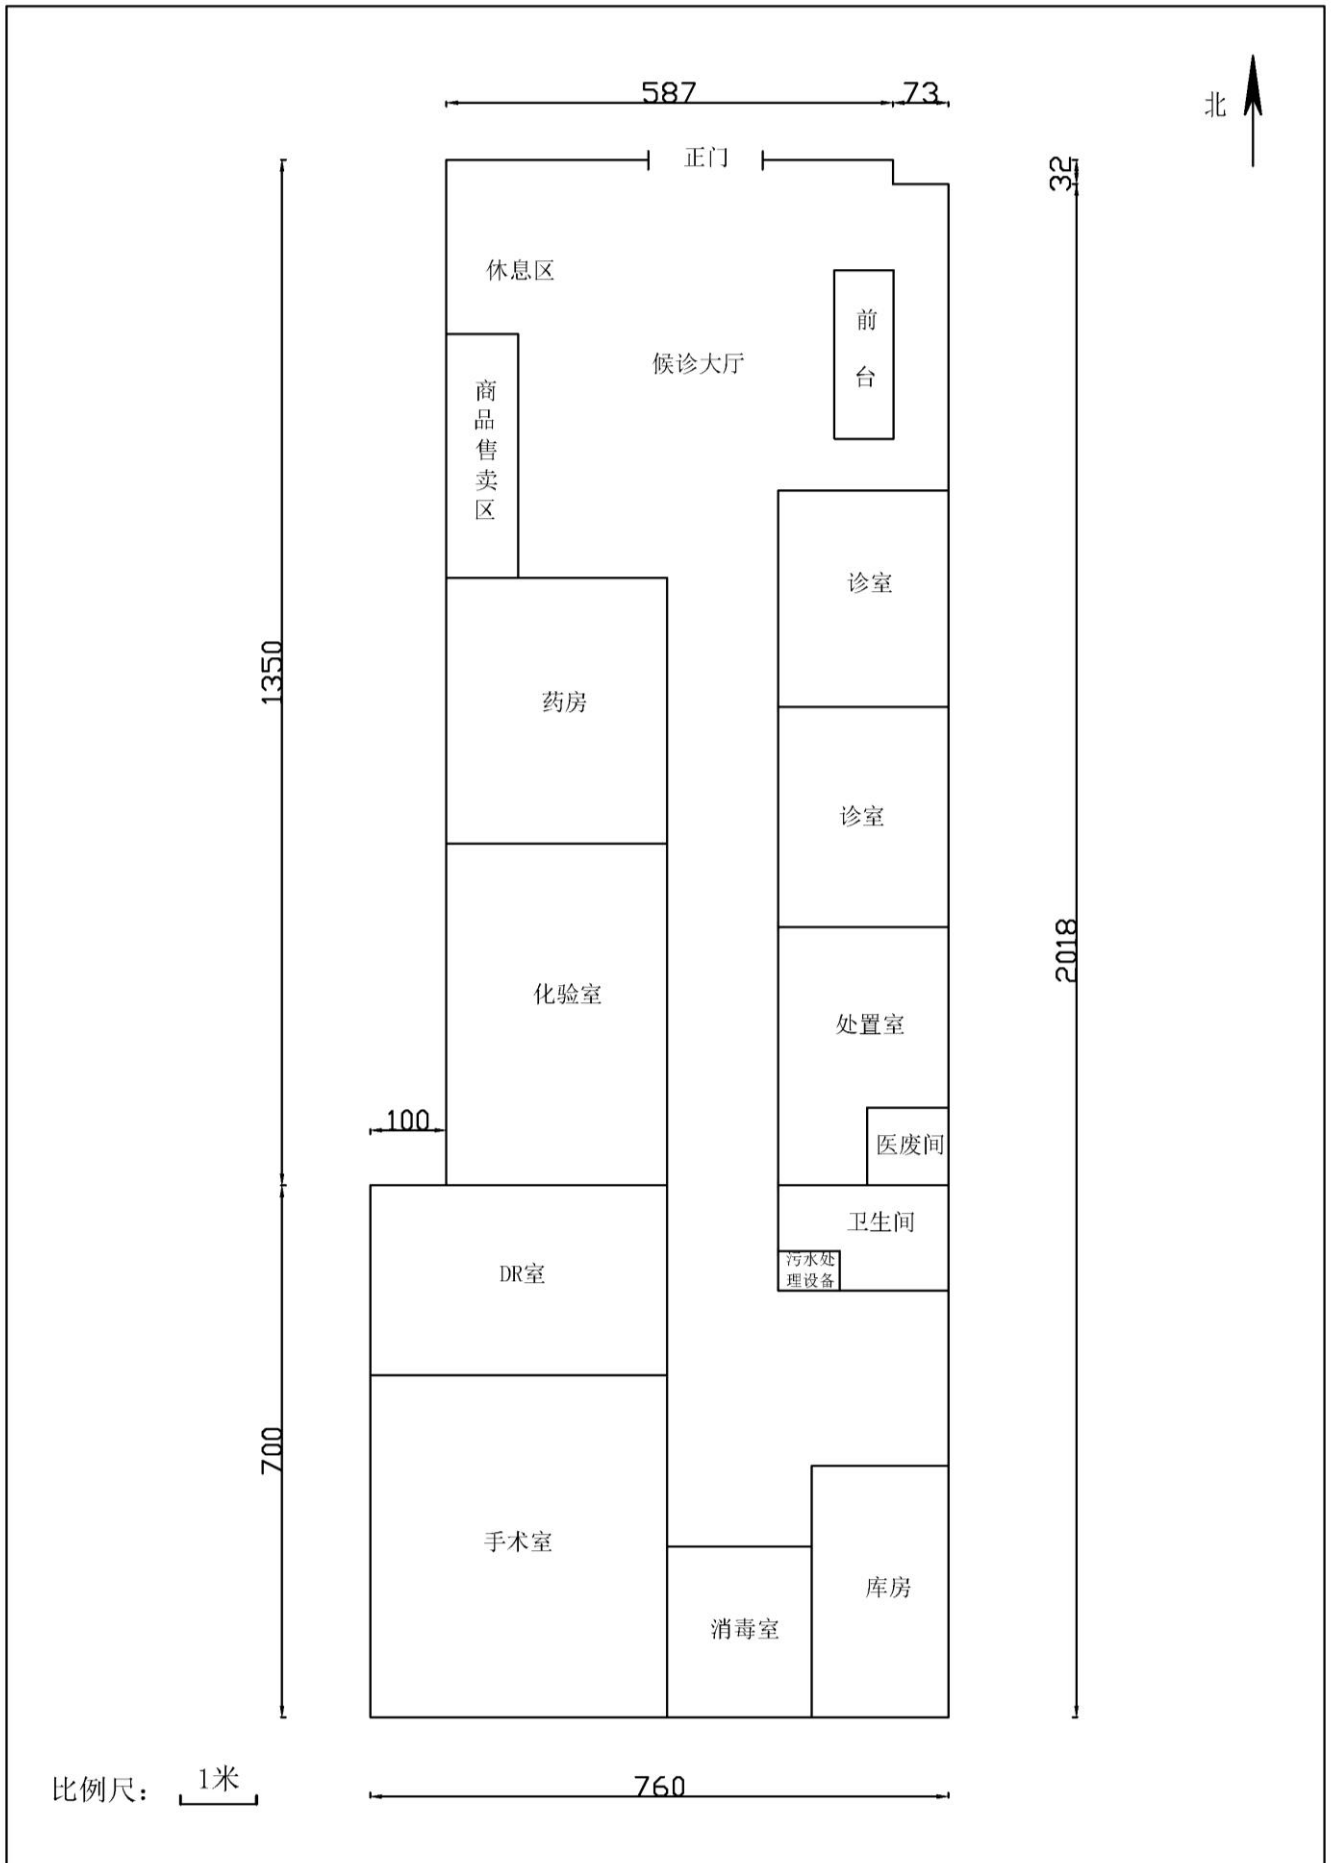 587
73
北
正门
32
休息区
前
台
候诊大厅
商
品
售
卖
区
诊室
1350
药房
诊室
2018
化验室
处置室
100
医废间
卫生间
污水处
理设备
DR室
700
手术室
库房
消毒室
比例尺：
1米
760